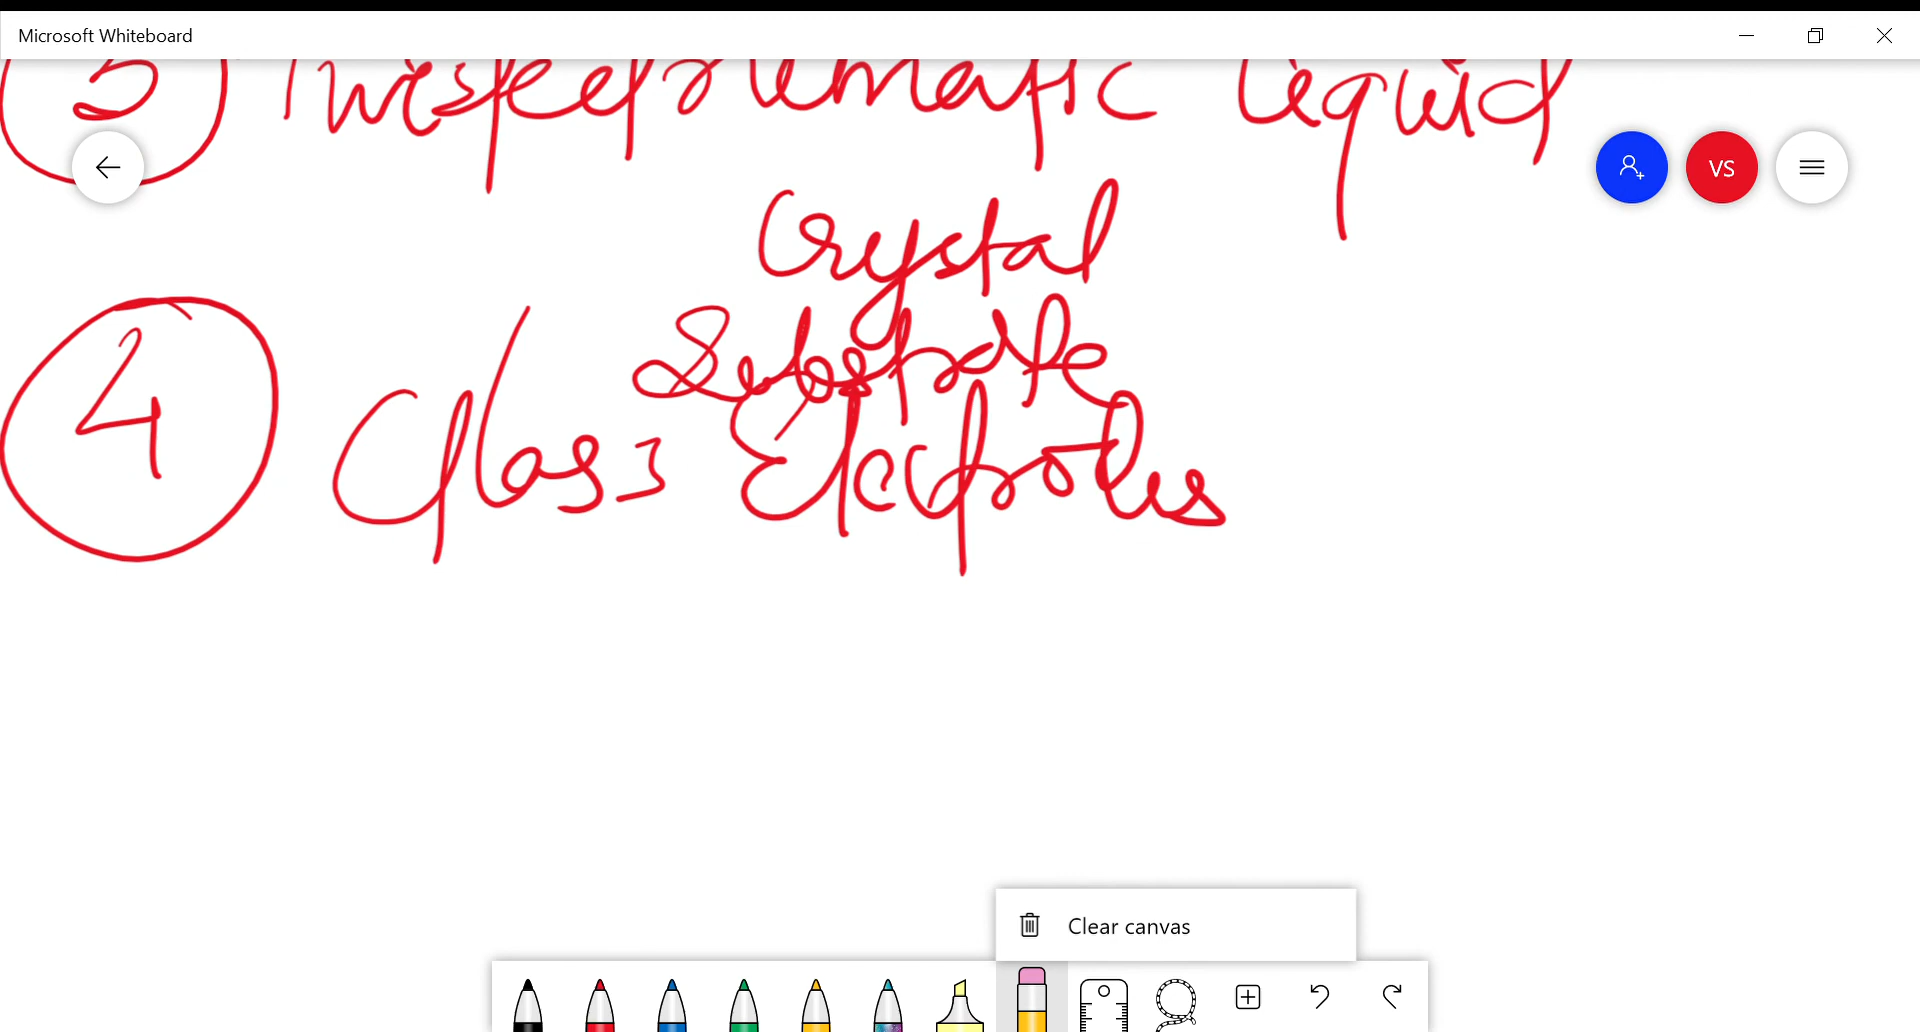 Microsoft Whiteboard
3 Twisted nematic liquid
VS
Crystal
Substrate
4 Glass Electrodes
Clear canvas